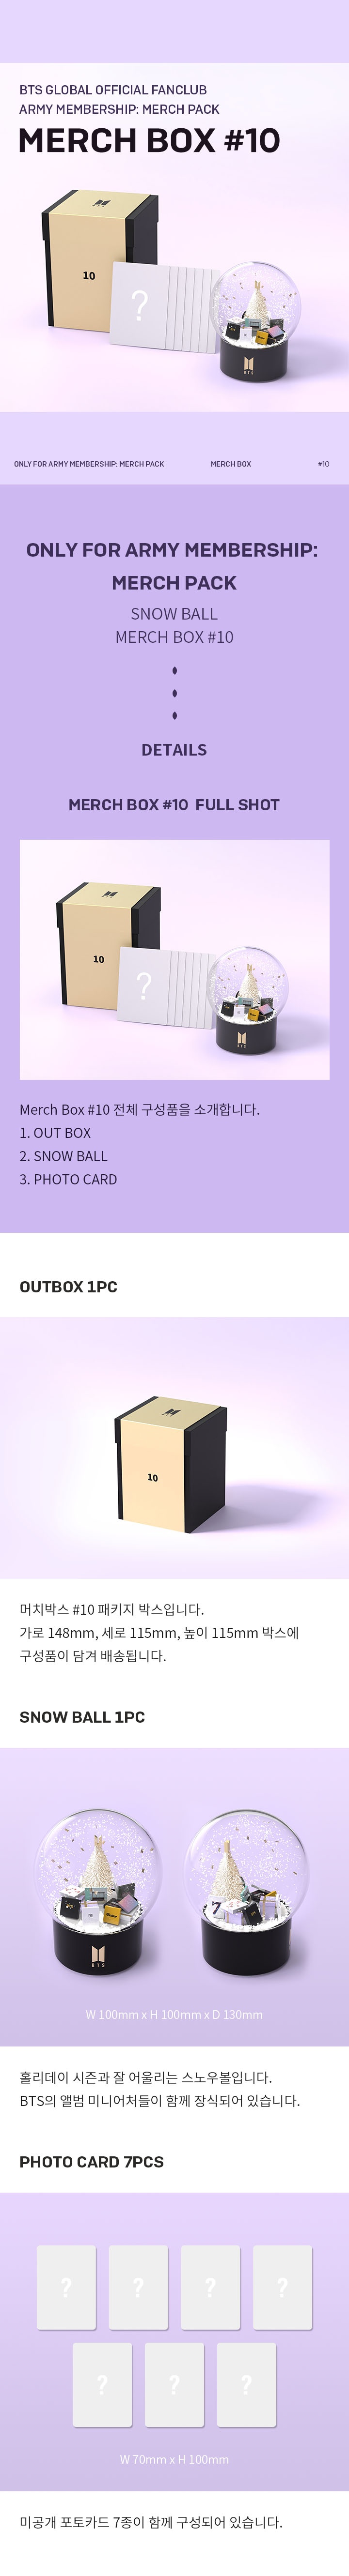 BTS GLOBAL OFFICIAL FANCLUB
ARMY MEMBERSHIP: MERCH PACK
MERCH BOX #10
10
?
BTS
ONLY FOR ARMY MEMBERSHIP: MERCH PACK MERCH BOX #10
ONLY FOR ARMY MEMBERSHIP:
MERCH PACK
SNOW BALL
MERCH BOX #10
DETAILS
MERCH BOX #10 FULL SHOT
10
?
BTS
Merch Box #10 전체 구성품을 소개합니다.
1. OUT BOX
2. SNOW BALL
3. PHOTO CARD
OUTBOX 1PC
10
머치박스 #10 패키지 박스입니다.
가로 148mm, 세로 115mm, 높이 115mm 박스에
구성품이 담겨 배송됩니다.
SNOW BALL 1PC
7
BTS
W 100mm x H 100mm x D 130mm
홀리데이 시즌과 잘 어울리는 스노우볼입니다.
BTS의 앨범 미니어처들이 함께 장식되어 있습니다.
PHOTO CARD 7PCS
? ? ? ?
? ? ?
W 70mm x H 100mm
미공개 포토카드 7종이 함께 구성되어 있습니다.